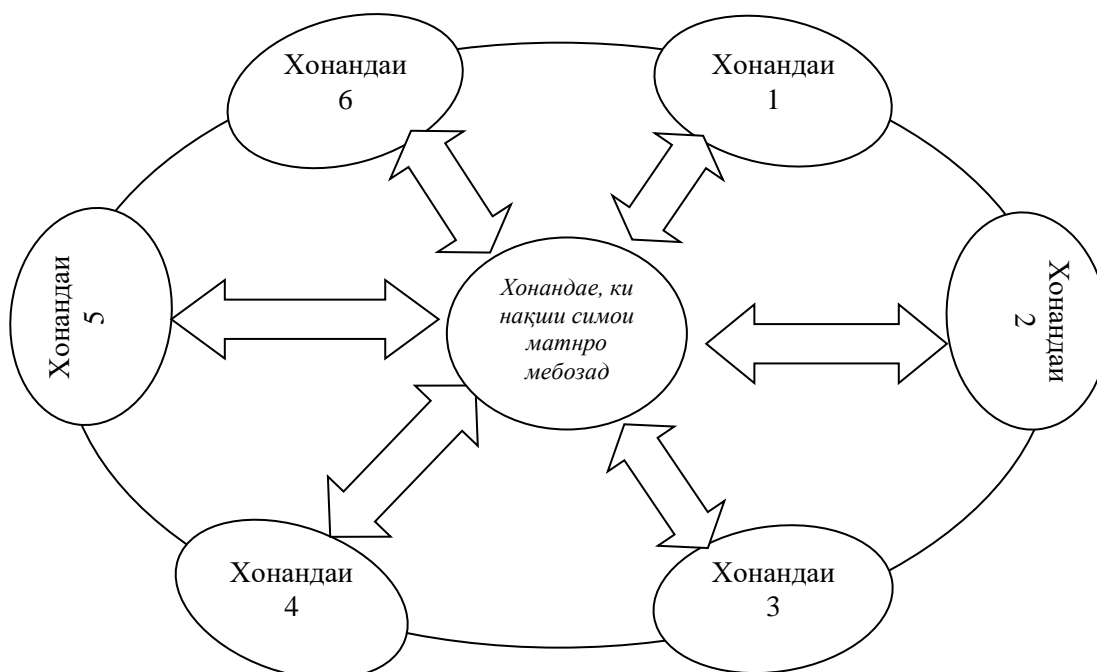 Хонандаи
6
Хонандаи
1
Хонандаи
5
Хонандае, ки
нақши симои
матнро
мебозад
Хонандаи
2
Хонандаи
4
Хонандаи
3